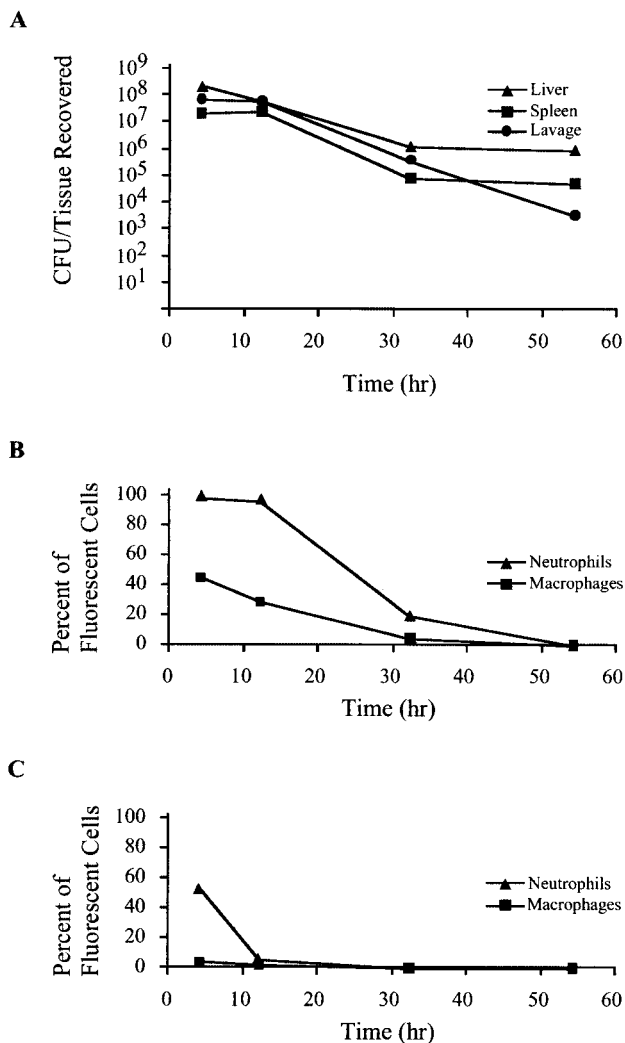 A
CFU/Tissue Recovered
10⁹
10⁸
10⁷
10⁶
10⁵
10⁴
10³
10²
10¹
Liver
Spleen
Lavage
0 10 20 30 40 50 60
Time (hr)
B
Percent of
Fluorescent Cells
100
80
60
40
20
0
Neutrophils
Macrophages
0 10 20 30 40 50 60
Time (hr)
C
Percent of
Fluorescent Cells
100
80
60
40
20
0
Neutrophils
Macrophages
0 10 20 30 40 50 60
Time (hr)